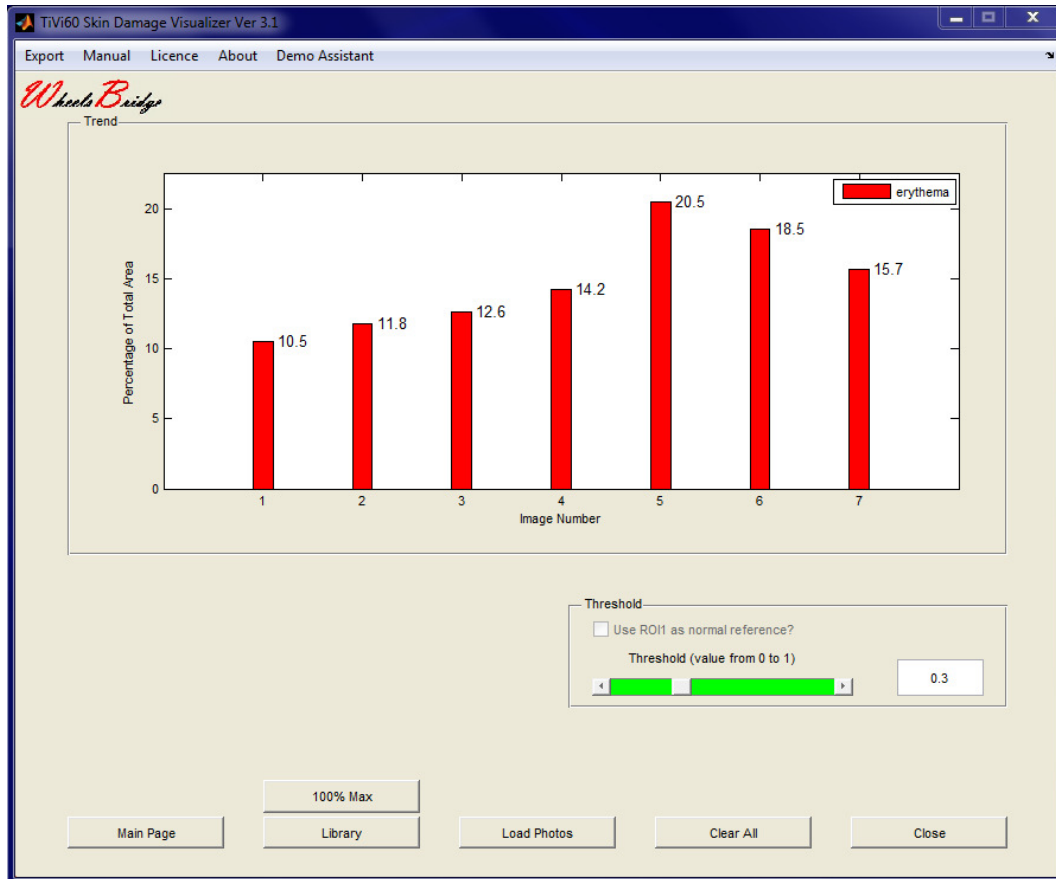 TiVi60 Skin Damage Visualizer Ver 3.1
Export Manual Licence About Demo Assistant
WheelsBridge
Trend
erythema
Percentage of Total Area
20
15
10
5
0
10.5
11.8
12.6
14.2
20.5
18.5
15.7
1 2 3 4 5 6 7
Image Number
Threshold
Use ROI1 as normal reference?
Threshold (value from 0 to 1)
0.3
100% Max
Main Page Library Load Photos Clear All Close